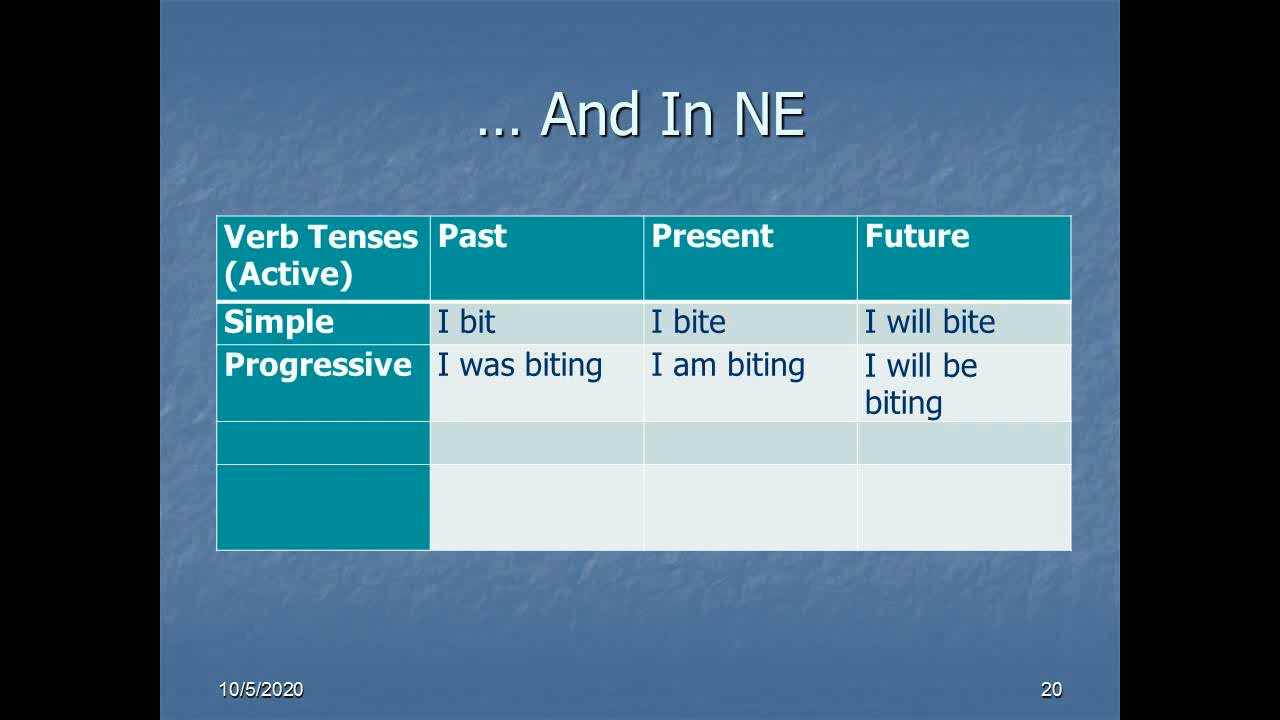 … And In NE
Verb Tenses Past Present Future
(Active)
Simple I bit I bite I will bite
Progressive I was biting I am biting I will be
biting
10/5/2020 20